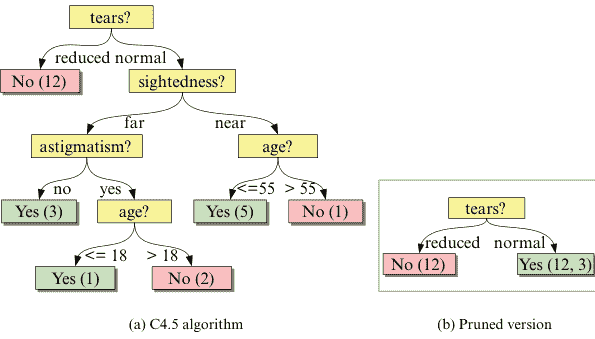 tears?
reduced normal
No (12)
sightedness?
far
near
astigmatism?
age?
no
yes
<=55 > 55
Yes (3)
age?
Yes (5)
No (1)
<= 18 > 18
Yes (1)
No (2)
tears?
reduced normal
No (12)
Yes (12, 3)
(a) C4.5 algorithm
(b) Pruned version